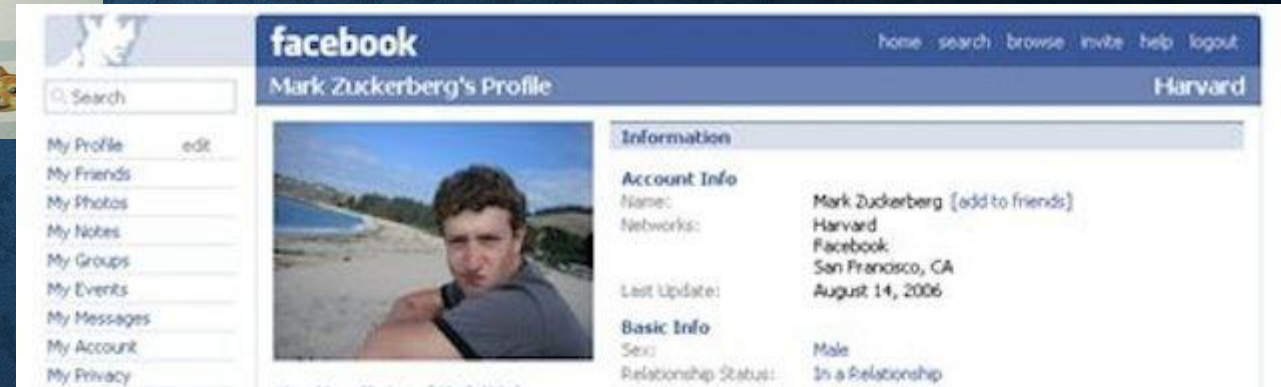 facebook
home search browse invite help logout
Mark Zuckerberg's Profile
Harvard
Search
My Profile edit
My Friends
My Photos
My Notes
My Groups
My Events
My Messages
My Account
My Privacy
Information
Account Info
Name: Mark Zuckerberg [add to friends]
Networks: Harvard
Facebook
San Francisco, CA
Last Update: August 14, 2006
Basic Info
Sex: Male
Relationship Status: In a Relationship